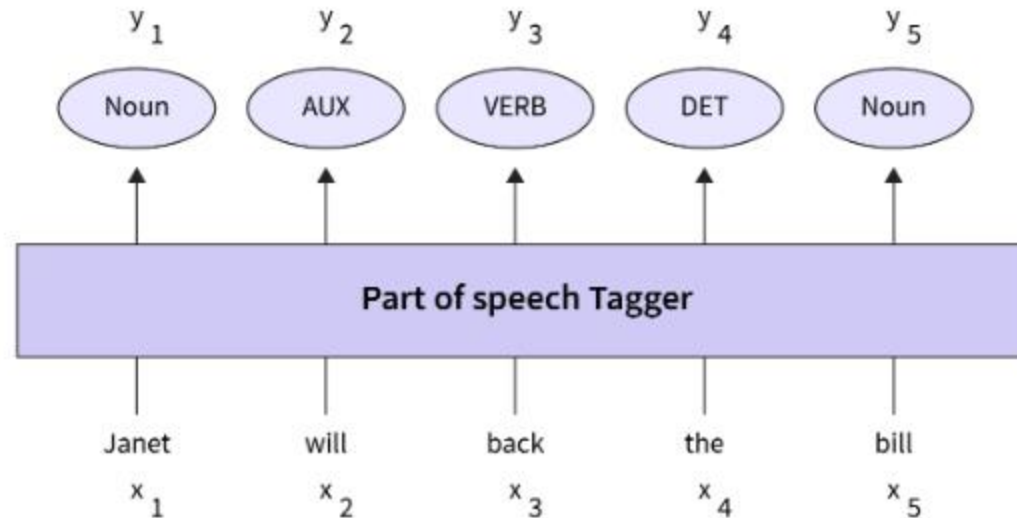 y1 y2 y3 y4 y5
Noun AUX VERB DET Noun
Part of speech Tagger
Janet will back the bill
x1 x2 x3 x4 x5